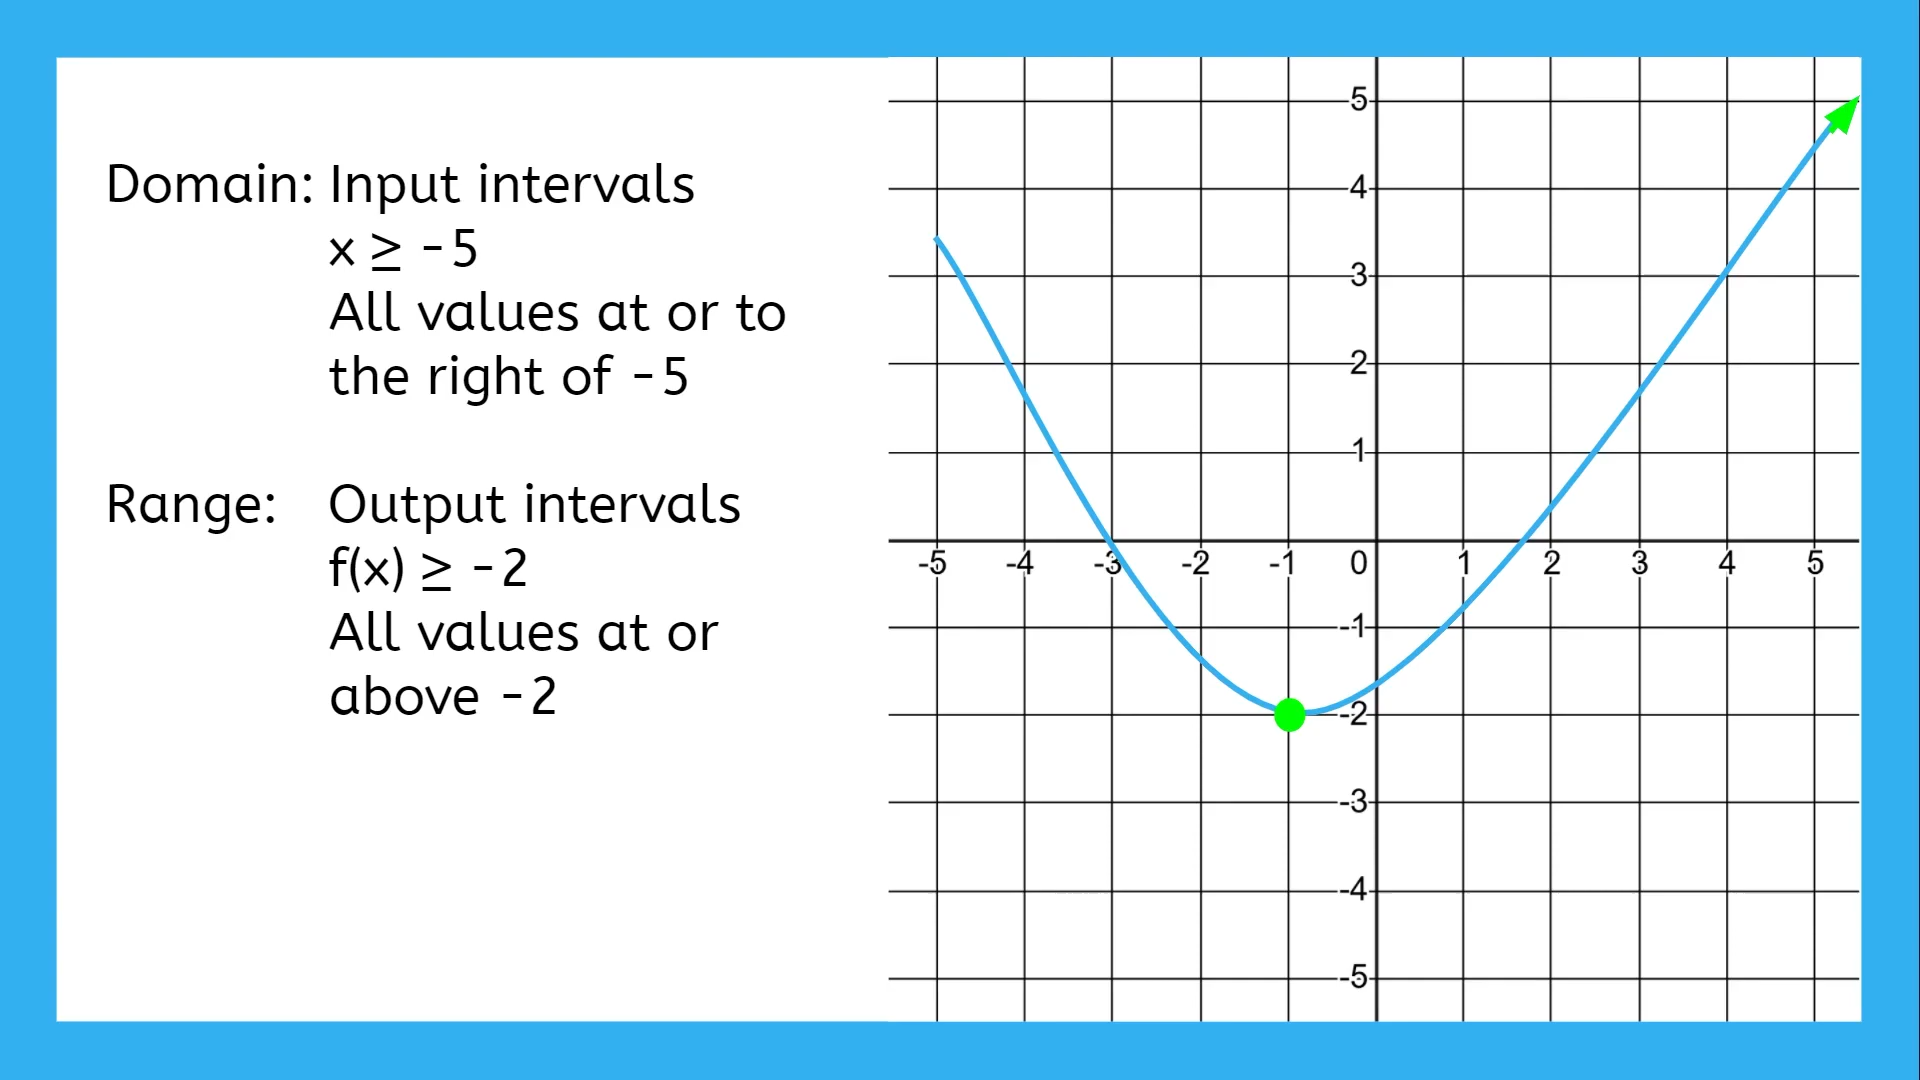 Domain: Input intervals
x ≥ -5
All values at or to
the right of -5
Range: Output intervals
f(x) ≥ -2
All values at or
above -2
5
4
3
2
1
-5 -4 -3 -2 -1 0 1 2 3 4 5
-1
-2
-3
-4
-5